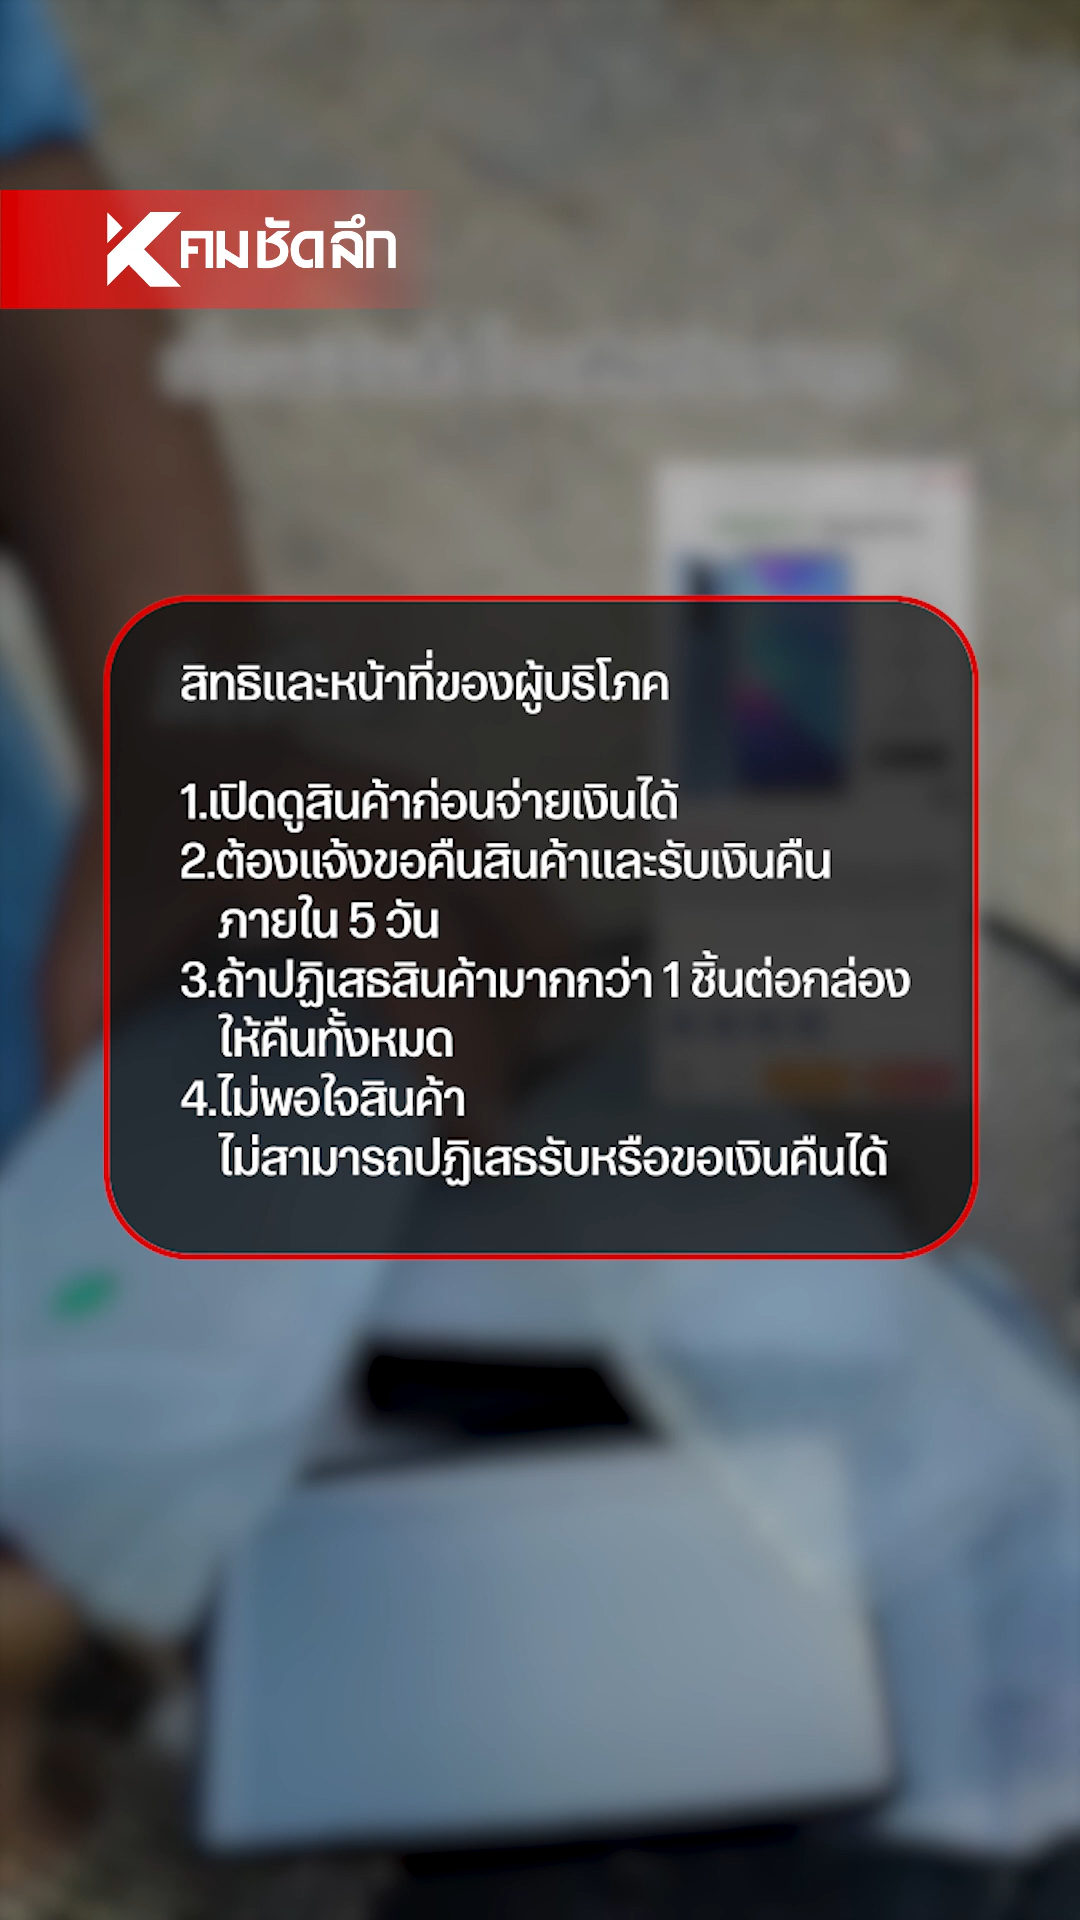 คมชัดลึก
สิทธิและหน้าที่ของผู้บริโภค
1.เปิดดูสินค้าก่อนจ่ายเงินได้
2.ต้องแจ้งขอคืนสินค้าและรับเงินคืน
ภายใน 5 วัน
3.ถ้าปฏิเสธสินค้ามากกว่า 1 ชิ้นต่อกล่อง
ให้คืนทั้งหมด
4.ไม่พอใจสินค้า
ไม่สามารถปฏิเสธรับหรือขอเงินคืนได้